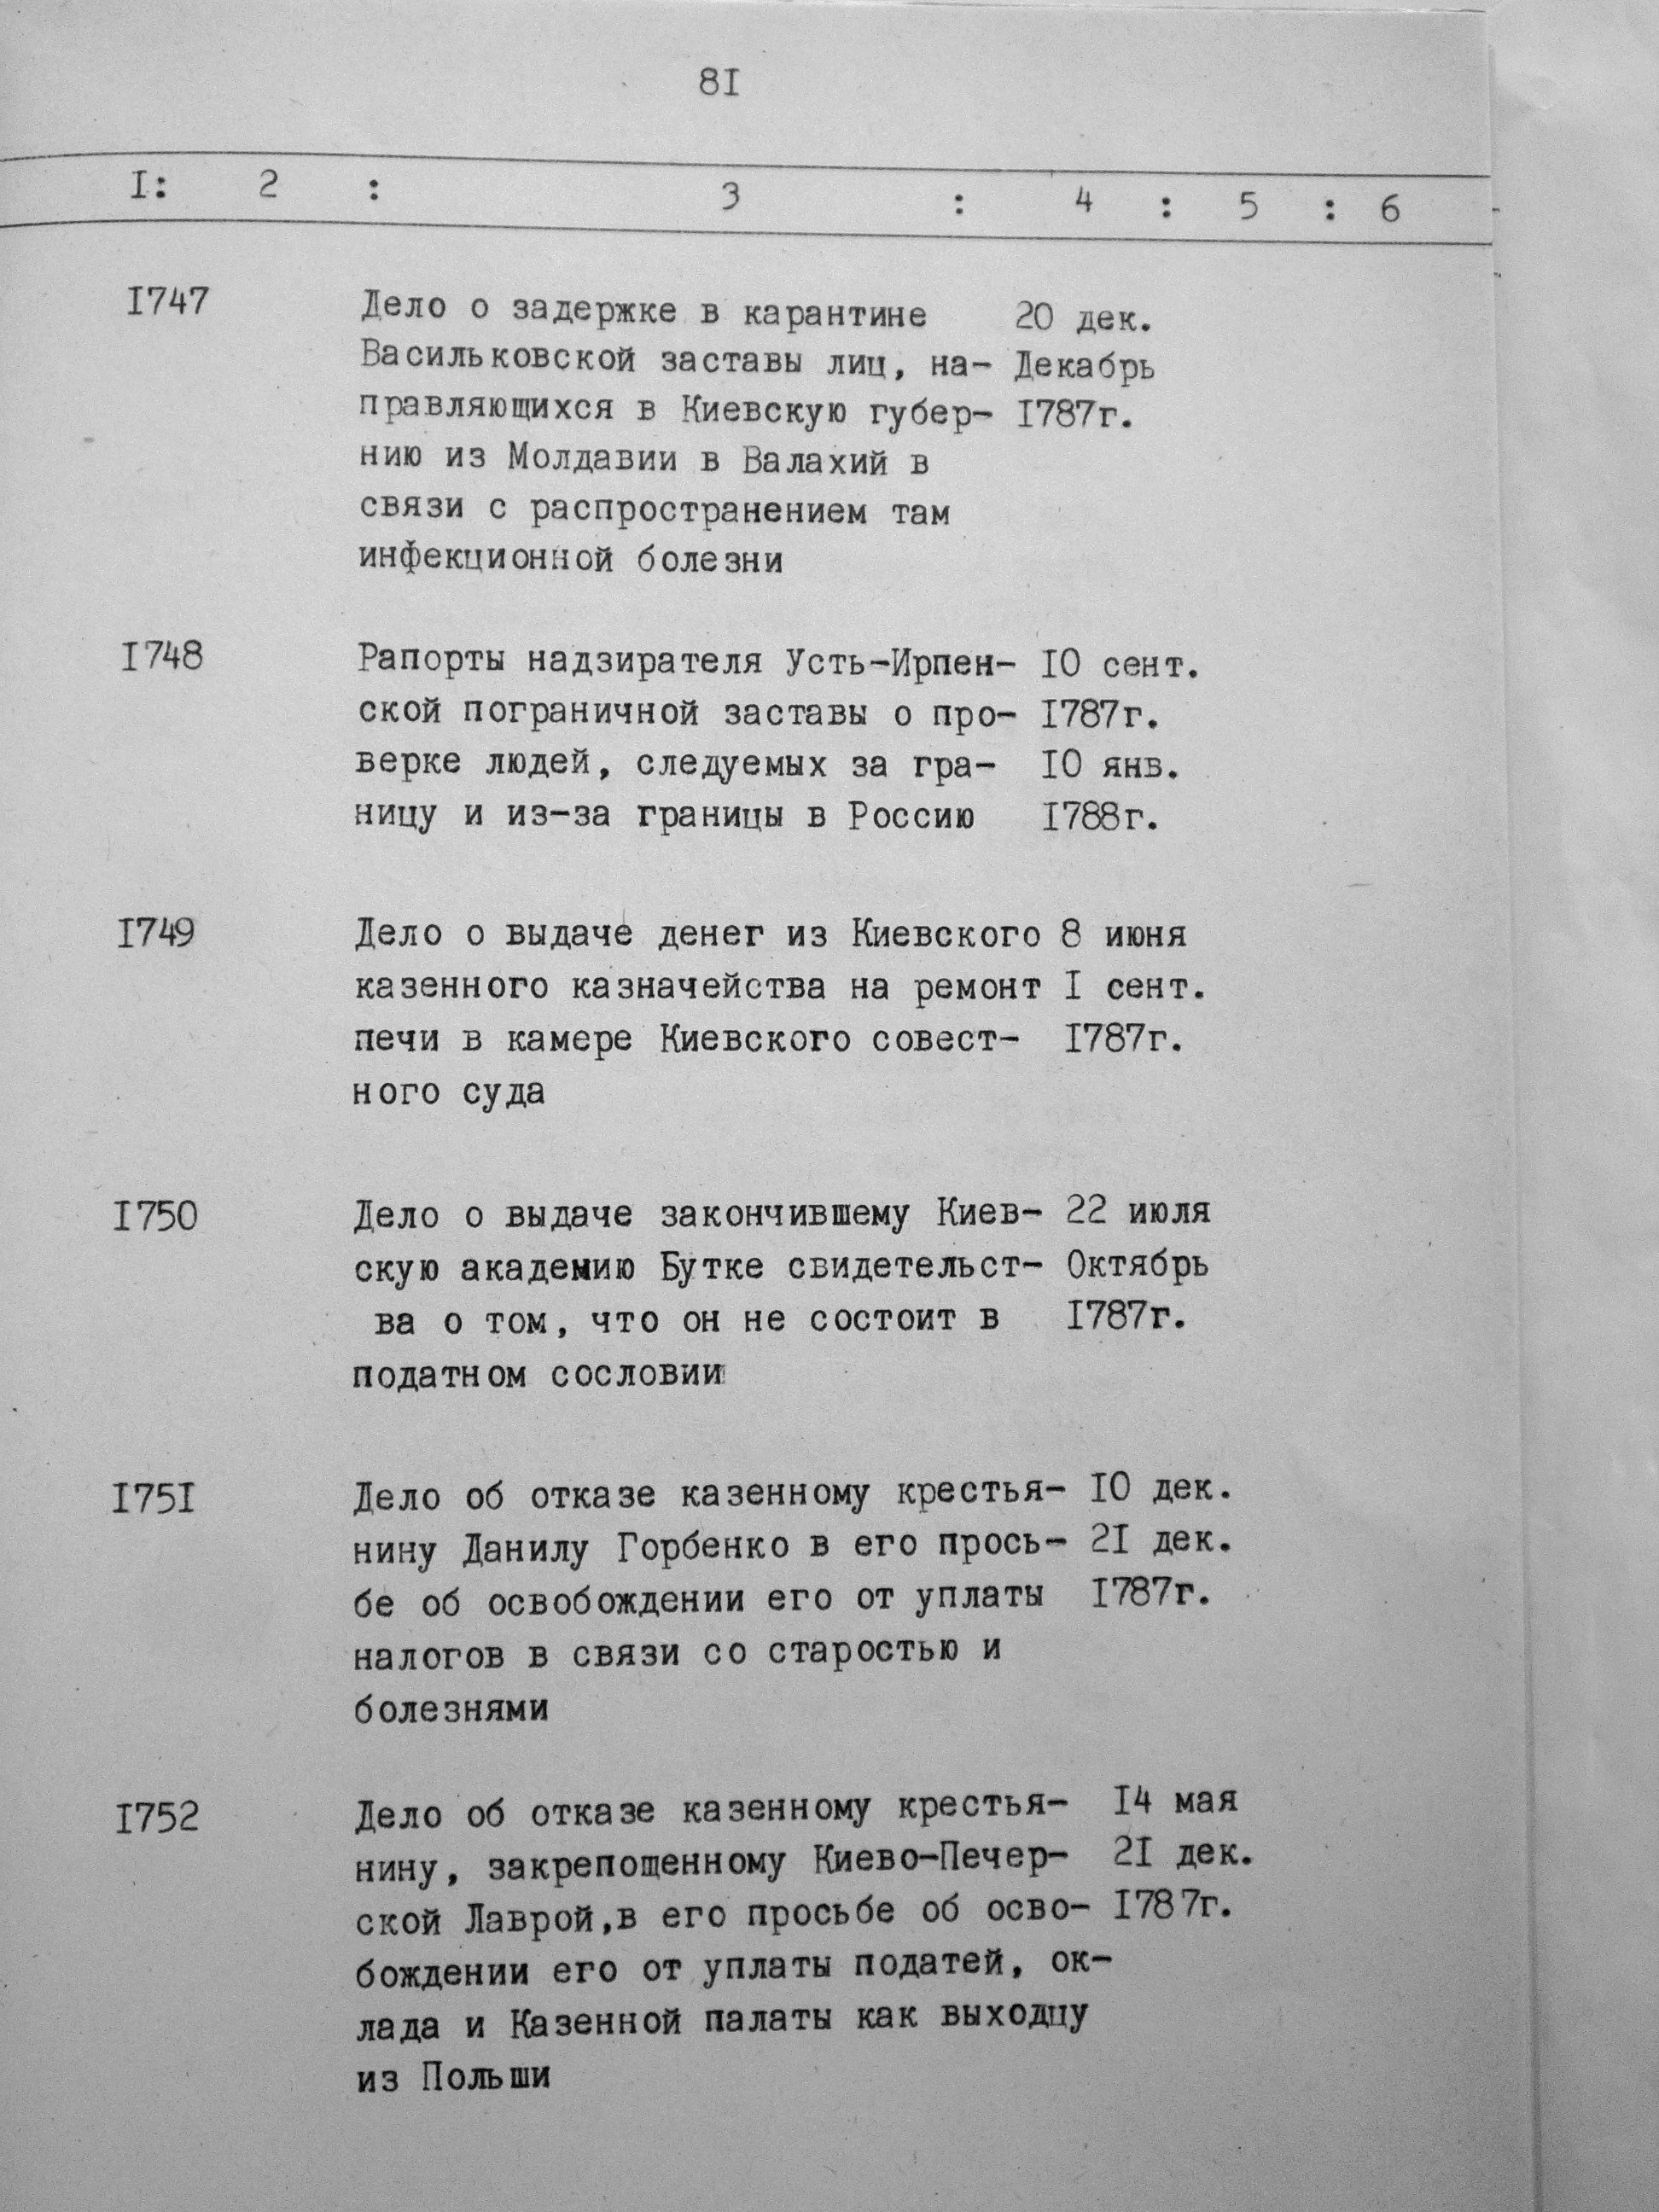 8I
I: 2 : 3 : 4 : 5 : 6
I747 Дело о задержке в карантине 20 дек.
Васильковской заставы лиц, на- Декабрь
правляющихся в Киевскую губер- I787г.
нию из Молдавии в Валахий в
связи с распространением там
инфекционной болезни
I748 Рапорты надзирателя Усть-Ирпен- IO сент.
ской пограничной заставы о про- I787г.
верке людей, следуемых за гра- IO янв.
ницу и из-за границы в Россию I788г.
I749 Дело о выдаче денег из Киевского 8 июня
казенного казначейства на ремонт I сент.
печи в камере Киевского совест- I787г.
ного суда
I750 Дело о выдаче закончившему Киев- 22 июля
скую академию Бутке свидетельст- Октябрь
ва о том, что он не состоит в I787г.
податном сословии
I75I Дело об отказе казенному крестья- IO дек.
нину Данилу Горбенко в его прось- 2I дек.
бе об освобождении его от уплаты I787г.
налогов в связи со старостью и
болезнями
I752 Дело об отказе казенному крестья- I4 мая
нину, закрепощенному Киево-Печер- 2I дек.
ской Лаврой,в его просьбе об осво- I787г.
бождении его от уплаты податей, ок-
лада и Казенной палаты как выходцу
из Польши